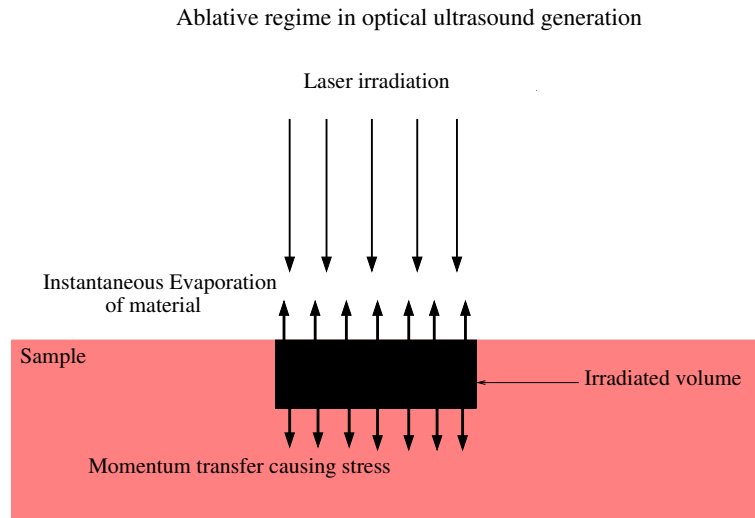 Ablative regime in optical ultrasound generation
Laser irradiation
Instantaneous Evaporation
of material
Sample
Irradiated volume
Momentum transfer causing stress